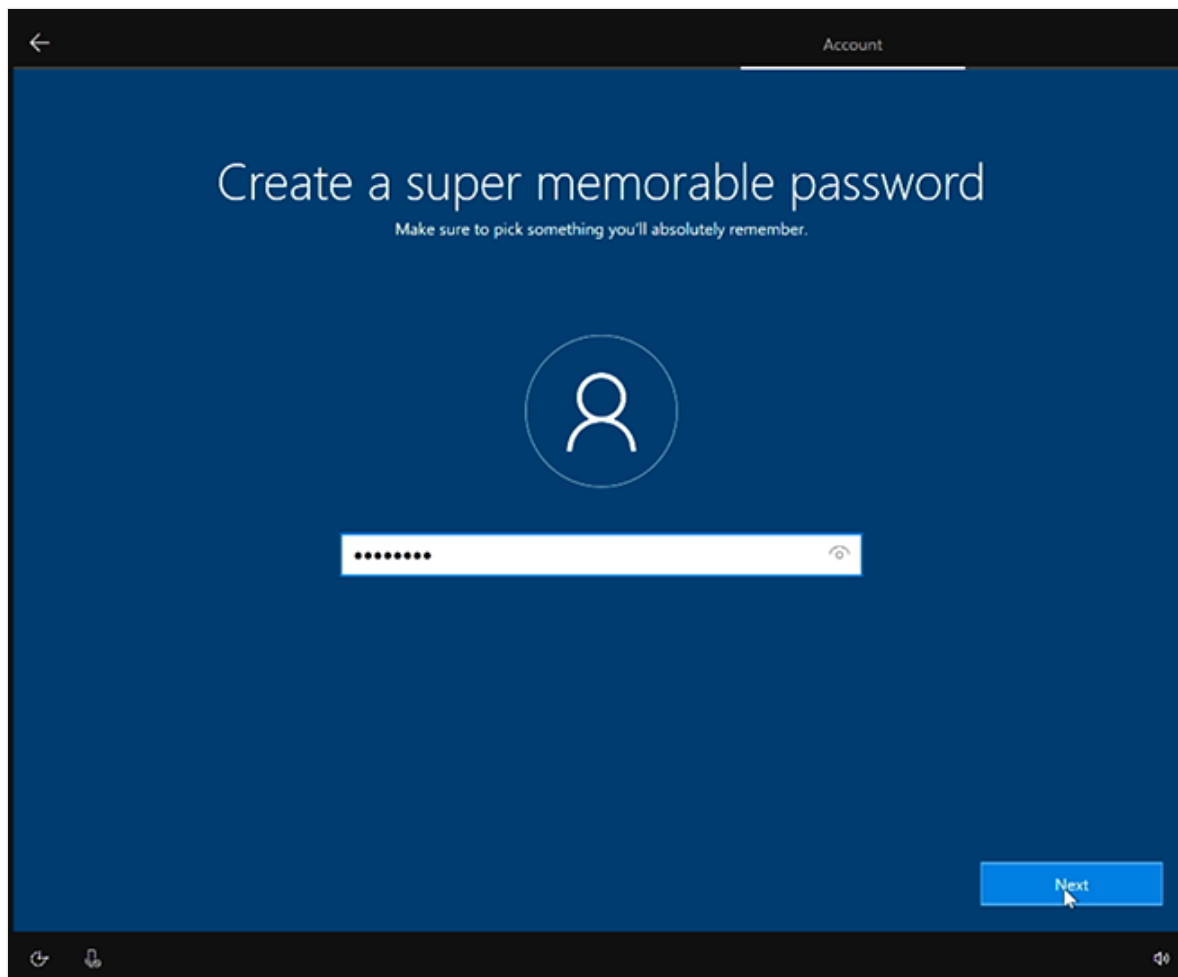 Account
Create a super memorable password
Make sure to pick something you'll absolutely remember.
••••••••
Next